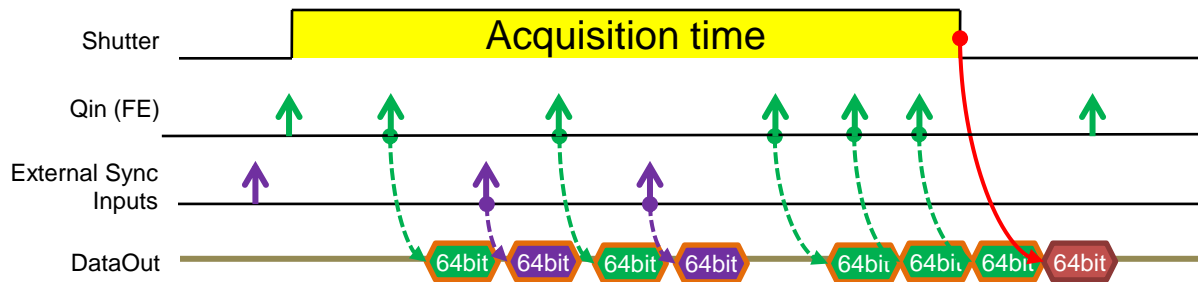 Shutter
Acquisition time
Qin (FE)
External Sync
Inputs
DataOut
64bit
64bit
64bit
64bit
64bit
64bit
64bit
64bit